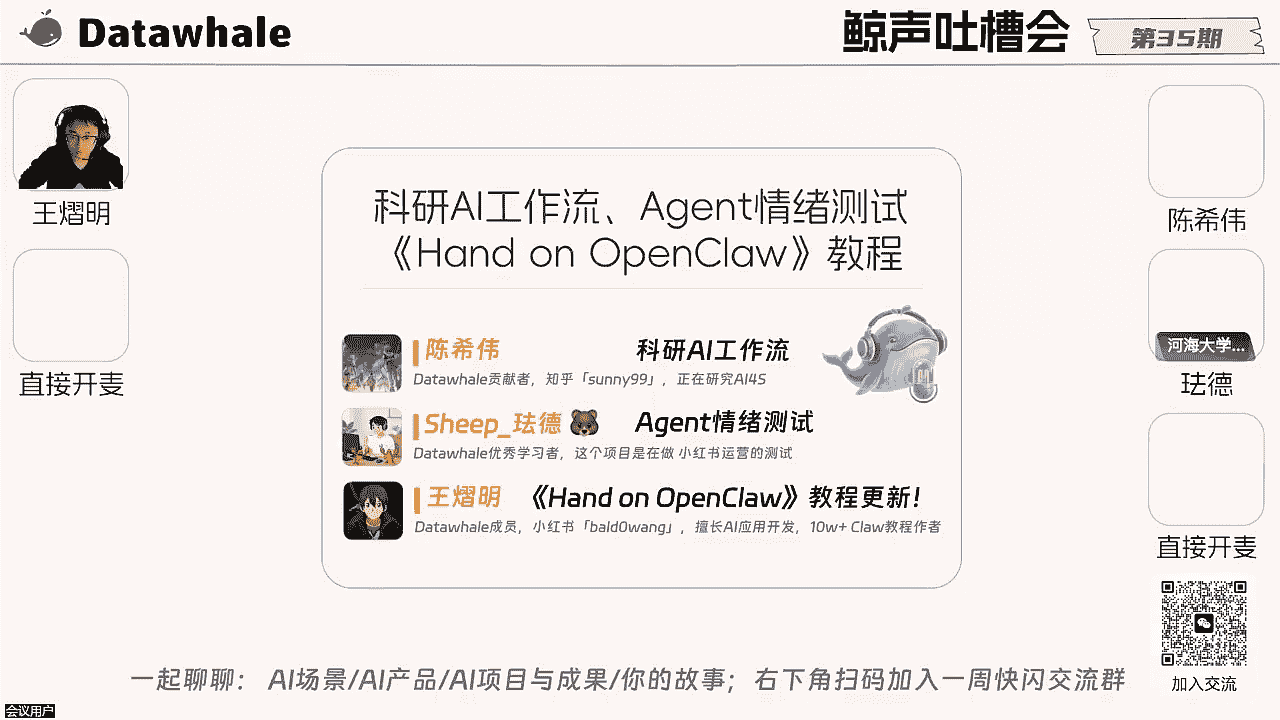 Datawhale
鲸声吐槽会
第35期
王熠明
直接开麦
科研AI工作流、Agent情绪测试
《Hand on OpenClaw》教程
陈希伟
科研AI工作流
Datawhale贡献者，知乎「sunny99」，正在研究AI4S
Sheep_珐德
Agent情绪测试
Datawhale优秀学习者，这个项目是在做 小红书运营的测试
王熠明
《Hand on OpenClaw》教程更新！
Datawhale成员，小红书「bald0wang」，擅长AI应用开发，10w+ Claw教程作者
陈希伟
河海大学...
珐德
直接开麦
加入交流
一起聊聊： AI场景/AI产品/AI项目与成果/你的故事；右下角扫码加入一周快闪交流群
会议用户